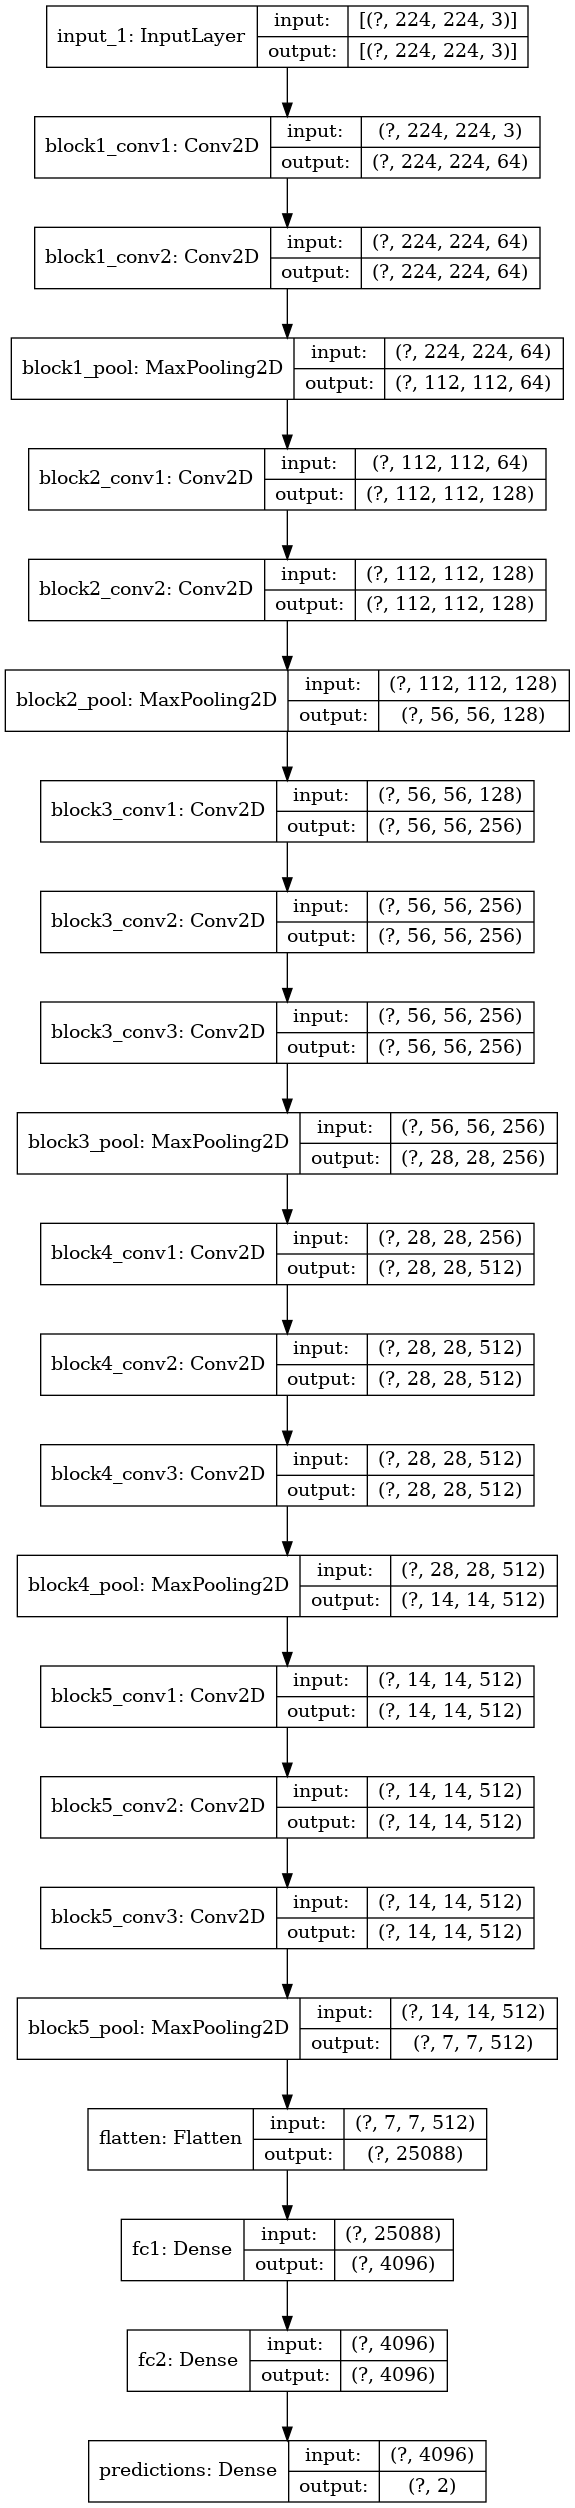 input_1: InputLayer
input: [(?, 224, 224, 3)]
output: [(?, 224, 224, 3)]
block1_conv1: Conv2D
input: (?, 224, 224, 3)
output: (?, 224, 224, 64)
block1_conv2: Conv2D
input: (?, 224, 224, 64)
output: (?, 224, 224, 64)
block1_pool: MaxPooling2D
input: (?, 224, 224, 64)
output: (?, 112, 112, 64)
block2_conv1: Conv2D
input: (?, 112, 112, 64)
output: (?, 112, 112, 128)
block2_conv2: Conv2D
input: (?, 112, 112, 128)
output: (?, 112, 112, 128)
block2_pool: MaxPooling2D
input: (?, 112, 112, 128)
output: (?, 56, 56, 128)
block3_conv1: Conv2D
input: (?, 56, 56, 128)
output: (?, 56, 56, 256)
block3_conv2: Conv2D
input: (?, 56, 56, 256)
output: (?, 56, 56, 256)
block3_conv3: Conv2D
input: (?, 56, 56, 256)
output: (?, 56, 56, 256)
block3_pool: MaxPooling2D
input: (?, 56, 56, 256)
output: (?, 28, 28, 256)
block4_conv1: Conv2D
input: (?, 28, 28, 256)
output: (?, 28, 28, 512)
block4_conv2: Conv2D
input: (?, 28, 28, 512)
output: (?, 28, 28, 512)
block4_conv3: Conv2D
input: (?, 28, 28, 512)
output: (?, 28, 28, 512)
block4_pool: MaxPooling2D
input: (?, 28, 28, 512)
output: (?, 14, 14, 512)
block5_conv1: Conv2D
input: (?, 14, 14, 512)
output: (?, 14, 14, 512)
block5_conv2: Conv2D
input: (?, 14, 14, 512)
output: (?, 14, 14, 512)
block5_conv3: Conv2D
input: (?, 14, 14, 512)
output: (?, 14, 14, 512)
block5_pool: MaxPooling2D
input: (?, 14, 14, 512)
output: (?, 7, 7, 512)
flatten: Flatten
input: (?, 7, 7, 512)
output: (?, 25088)
fc1: Dense
input: (?, 25088)
output: (?, 4096)
fc2: Dense
input: (?, 4096)
output: (?, 4096)
predictions: Dense
input: (?, 4096)
output: (?, 2)